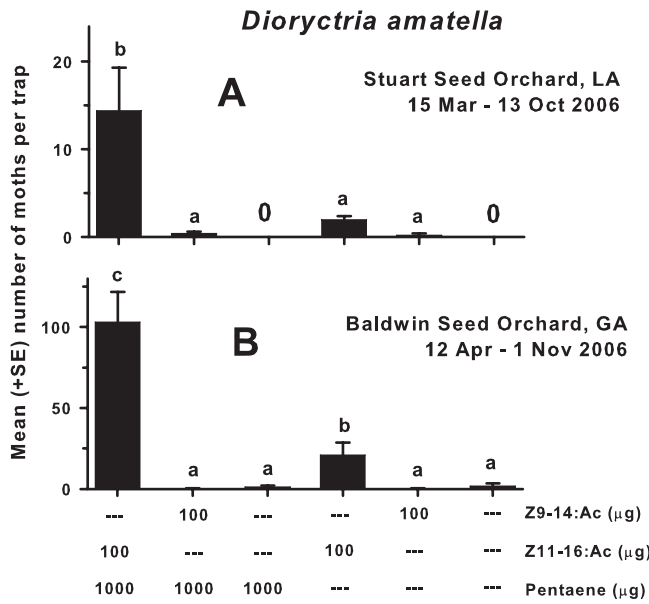 Dioryctria amatella
b
20
A
Stuart Seed Orchard, LA
15 Mar - 13 Oct 2006
10
a
0
a
a
0
0
c
100
B
Baldwin Seed Orchard, GA
12 Apr - 1 Nov 2006
50
b
a
a
a
a
0
Mean (+SE) number of moths per trap
--- 100 --- --- 100 --- Z9-14:Ac (μg)
100 --- --- 100 --- --- Z11-16:Ac (μg)
1000 1000 1000 --- --- --- Pentaene (μg)